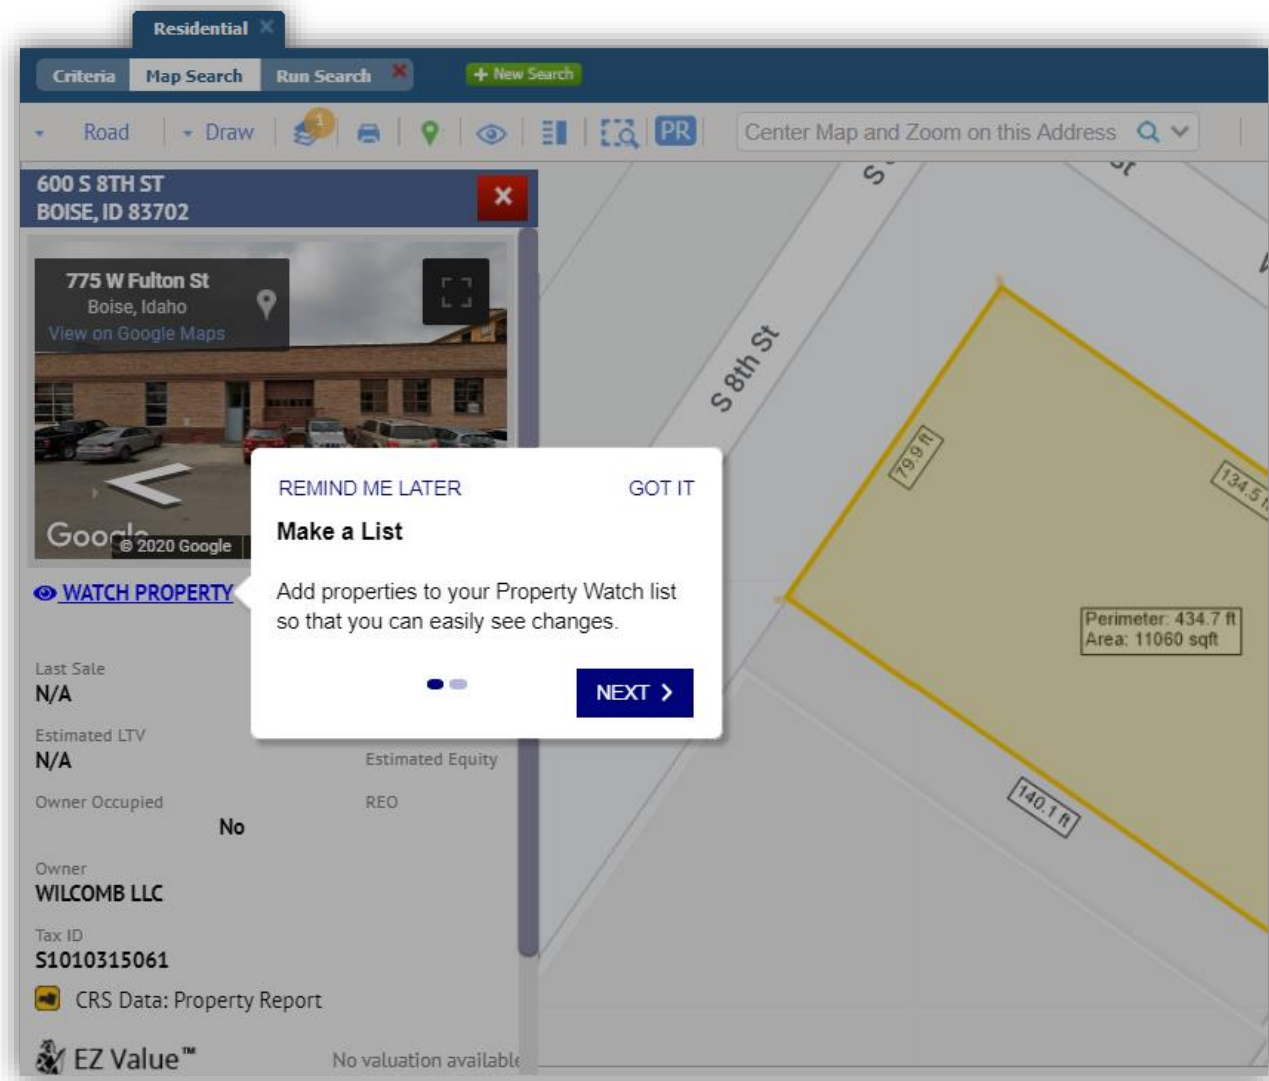 Residential
Criteria
Map Search
Run Search
+ New Search
Road
Draw
1
PR
Center Map and Zoom on this Address
600 S 8TH ST
BOISE, ID 83702
775 W Fulton St
Boise, Idaho
View on Google Maps
Google
© 2020 Google
WATCH PROPERTY
REMIND ME LATER
GOT IT
Make a List
Add properties to your Property Watch list
so that you can easily see changes.
NEXT
Last Sale
N/A
Estimated LTV
N/A
Estimated Equity
Owner Occupied
No
REO
Owner
WILCOMB LLC
Tax ID
S1010315061
CRS Data: Property Report
EZ Value™
No valuation available
S
St
S 8th St
79.9 ft
134.5 ft
Perimeter: 434.7 ft
Area: 11060 sqft
140.1 ft